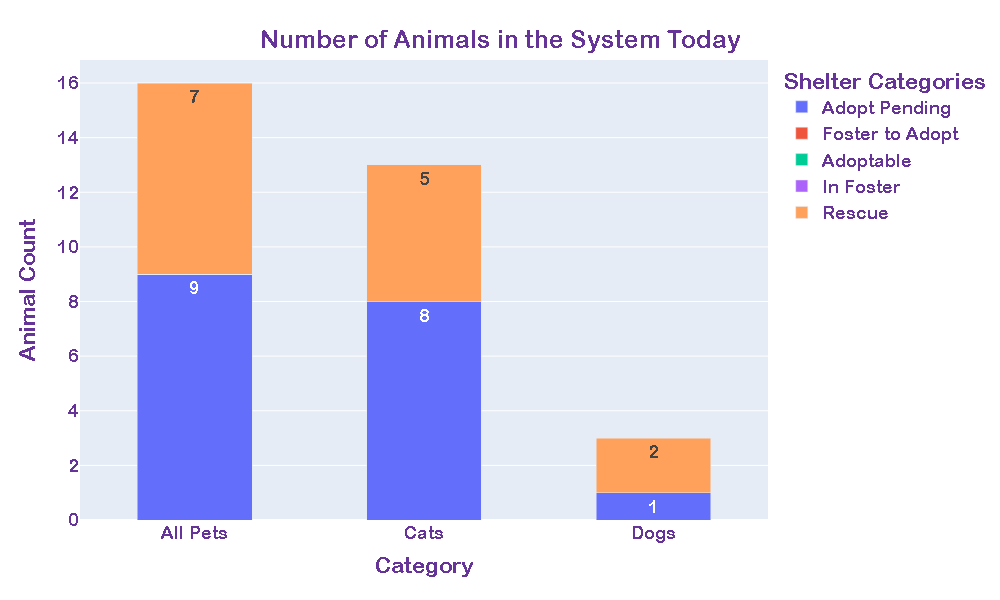 Number of Animals in the System Today
Shelter Categories
Adopt Pending
Foster to Adopt
Adoptable
In Foster
Rescue
Animal Count
16
14
12
10
8
6
4
2
0
7
9
5
8
2
1
All Pets
Cats
Dogs
Category